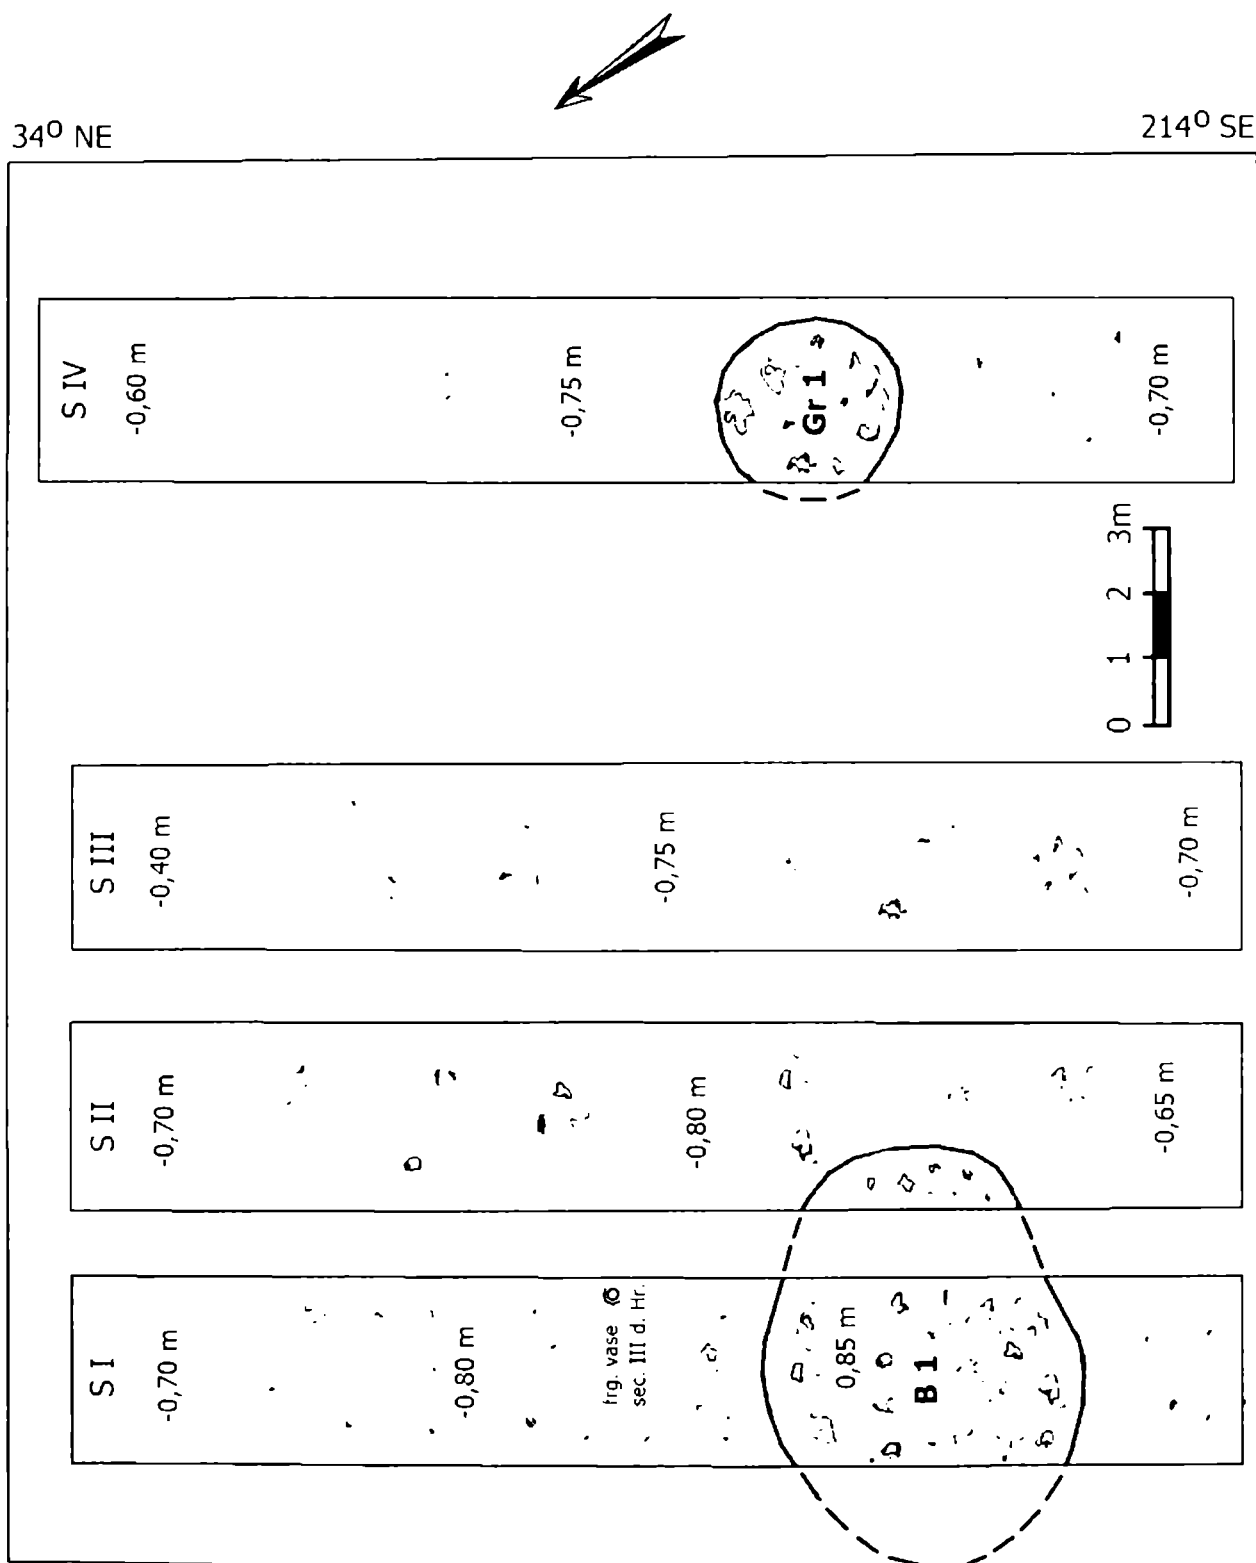 34⁰ NE
214⁰ SE
S IV
-0,60 m
-0,75 m
Gr 1
-0,70 m
0 1 2 3m
S III
-0,40 m
-0,75 m
-0,70 m
S II
-0,70 m
-0,80 m
-0,65 m
S I
-0,70 m
-0,80 m
frg. vase
sec. III d. Hr.
0,85 m
B 1